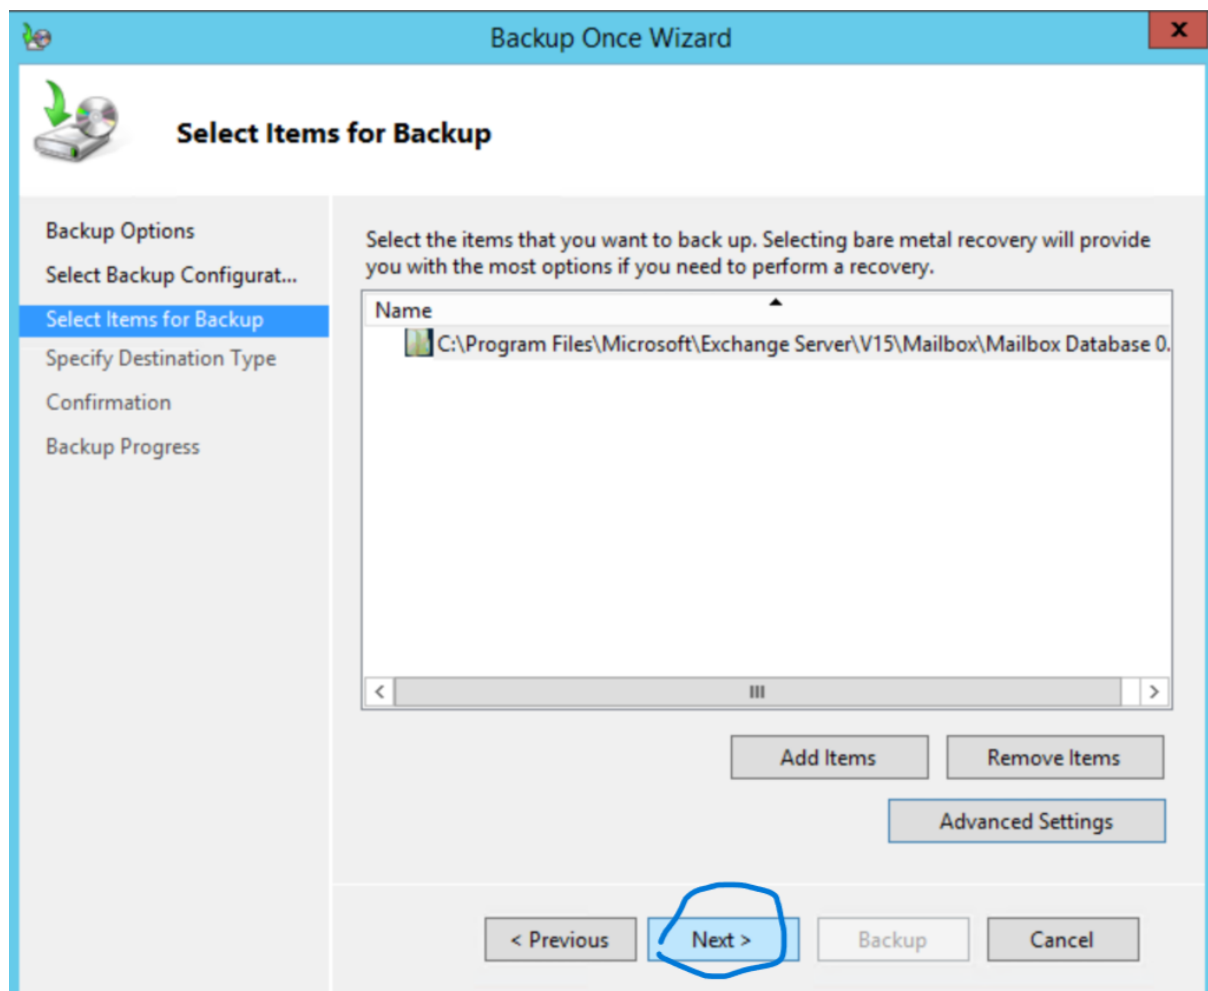 Backup Once Wizard
x
Select Items for Backup
Backup Options
Select Backup Configurat...
Select Items for Backup
Specify Destination Type
Confirmation
Backup Progress
Select the items that you want to back up. Selecting bare metal recovery will provide
you with the most options if you need to perform a recovery.
Name
C:\Program Files\Microsoft\Exchange Server\V15\Mailbox\Mailbox Database 0.
Add Items
Remove Items
Advanced Settings
< Previous
Next >
Backup
Cancel